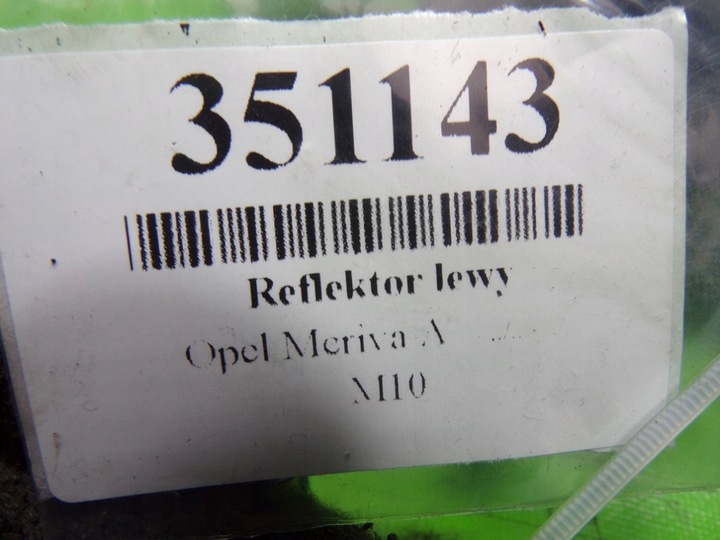 351143
Reflektor lewy
Opel Meriva A
M10